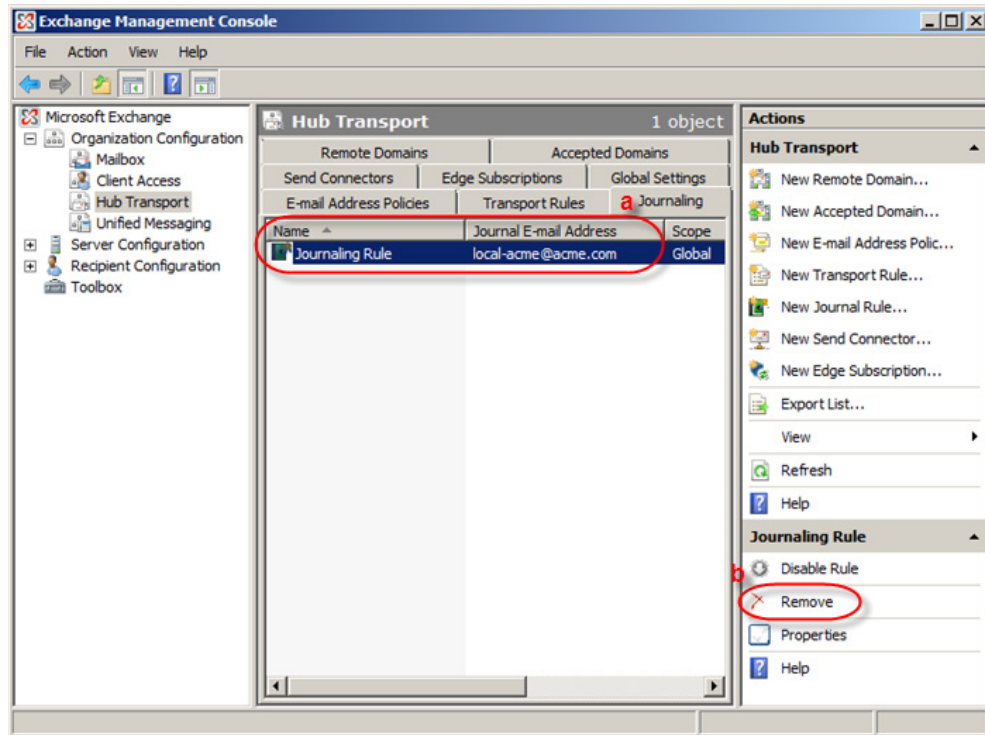 Exchange Management Console
File Action View Help
Microsoft Exchange
Organization Configuration
Mailbox
Client Access
Hub Transport
Unified Messaging
Server Configuration
Recipient Configuration
Toolbox
Hub Transport 1 object
Remote Domains Accepted Domains
Send Connectors Edge Subscriptions Global Settings
E-mail Address Policies Transport Rules a Journaling
Name Journal E-mail Address Scope
Journaling Rule local-acme@acme.com Global
Actions
Hub Transport
New Remote Domain...
New Accepted Domain...
New E-mail Address Polic...
New Transport Rule...
New Journal Rule...
New Send Connector...
New Edge Subscription...
Export List...
View
Refresh
Help
Journaling Rule
Disable Rule
b
Remove
Properties
Help